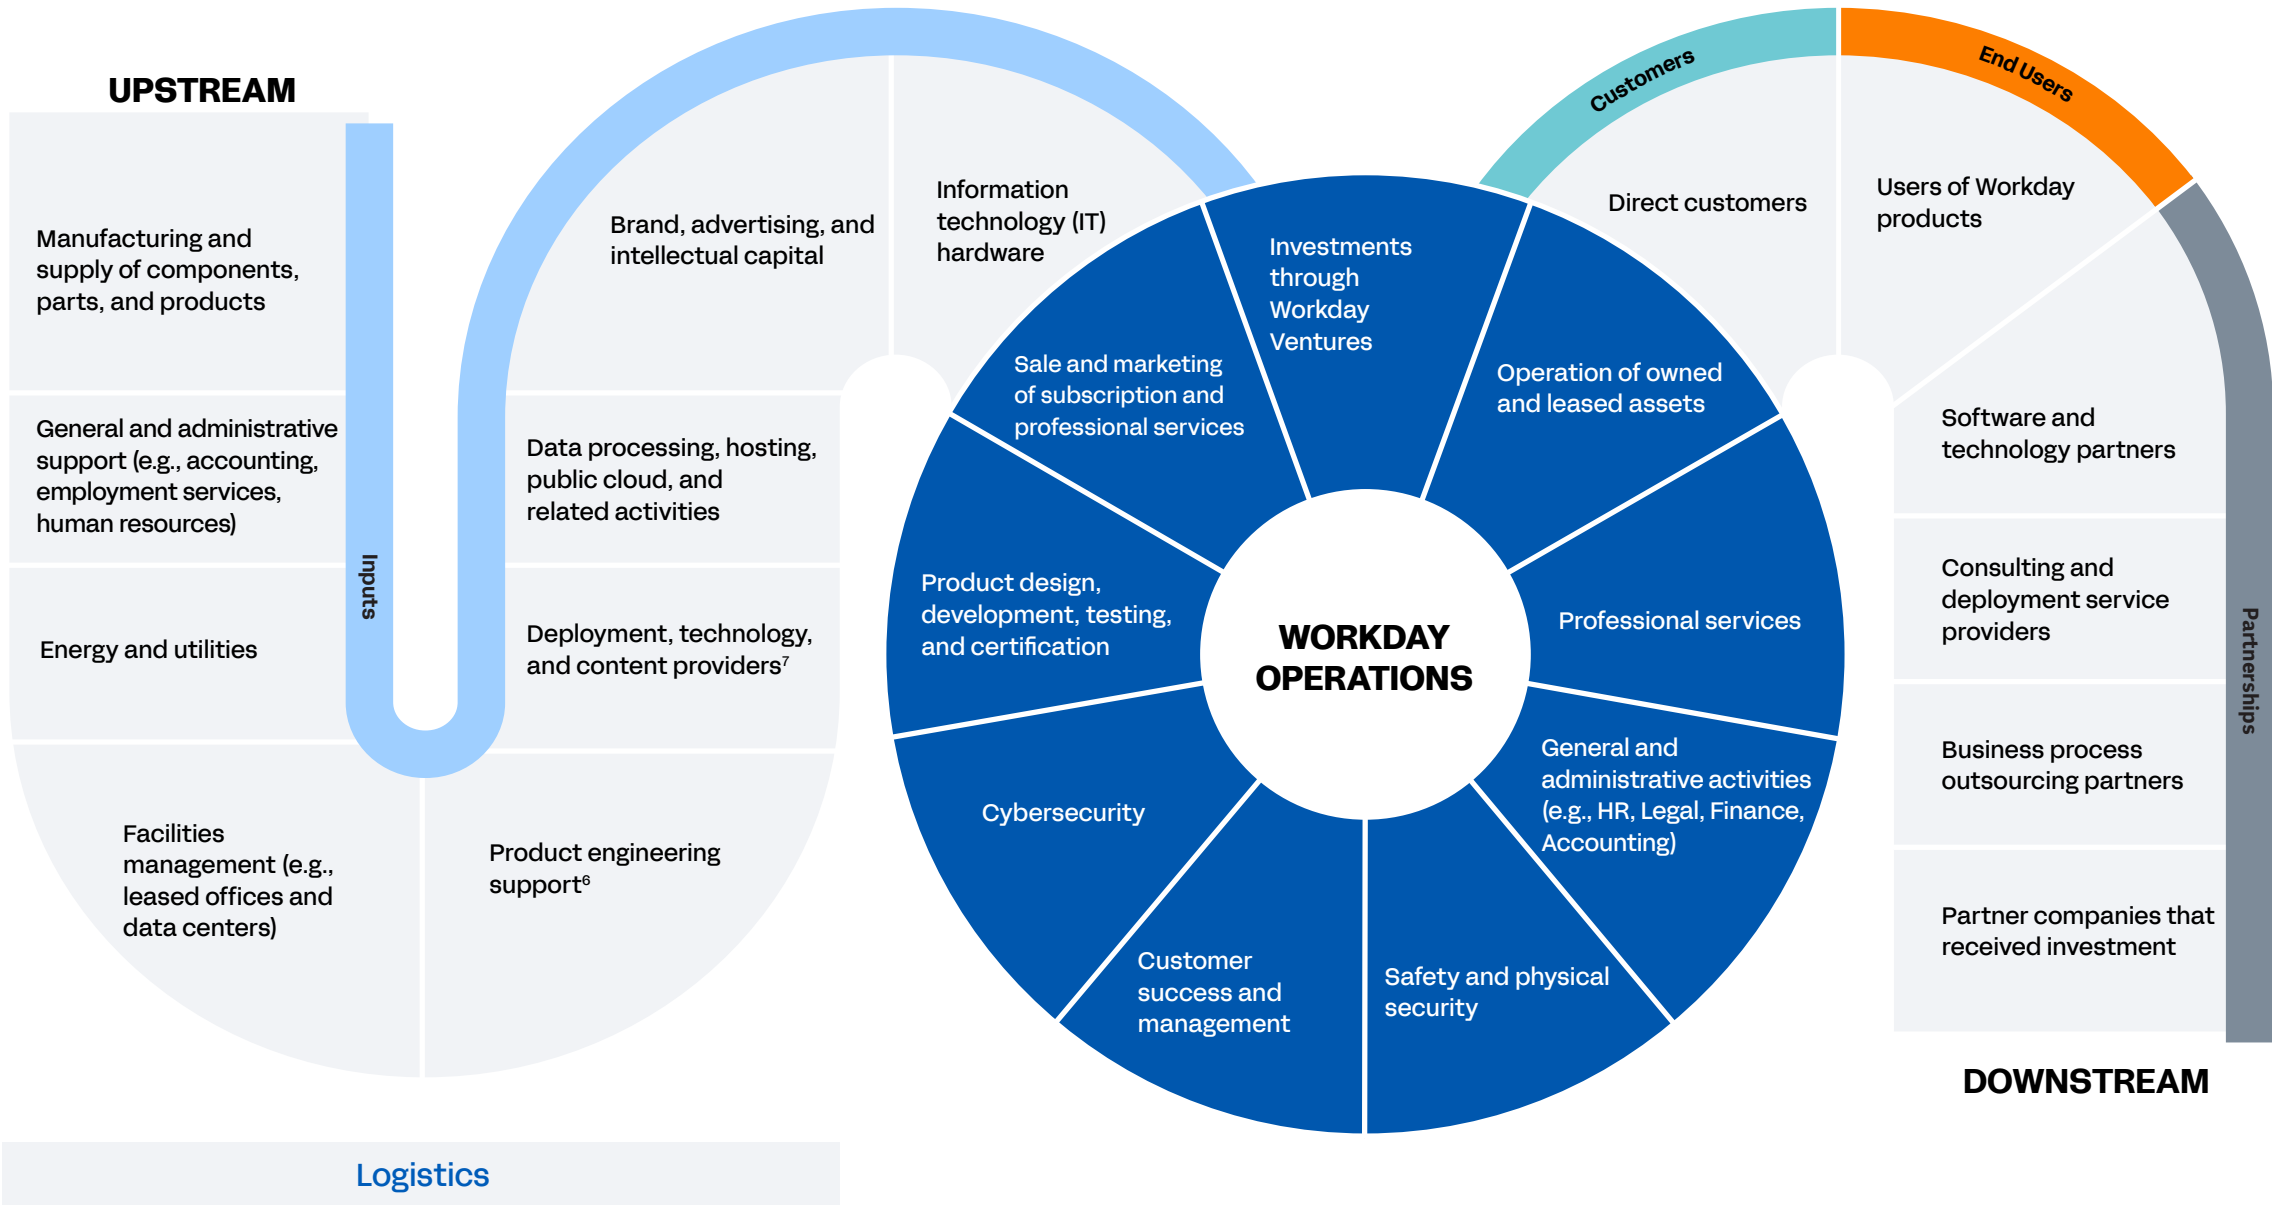 UPSTREAM
Manufacturing and
supply of components,
parts, and products
General and administrative
support (e.g., accounting,
employment services,
human resources)
Energy and utilities
Facilities
management (e.g.,
leased offices and
data centers)
Inputs
Product engineering
support⁶
Deployment, technology,
and content providers⁷
Data processing, hosting,
public cloud, and
related activities
Brand, advertising, and
intellectual capital
Information
technology (IT)
hardware
Logistics
WORKDAY
OPERATIONS
Investments
through
Workday
Ventures
Operation of owned
and leased assets
Professional services
General and
administrative activities
(e.g., HR, Legal, Finance,
Accounting)
Safety and physical
security
Customer
success and
management
Cybersecurity
Product design,
development, testing,
and certification
Sale and marketing
of subscription and
professional services
Customers
Direct customers
End Users
Users of Workday
products
Partnerships
Software and
technology partners
Consulting and
deployment service
providers
Business process
outsourcing partners
Partner companies that
received investment
DOWNSTREAM